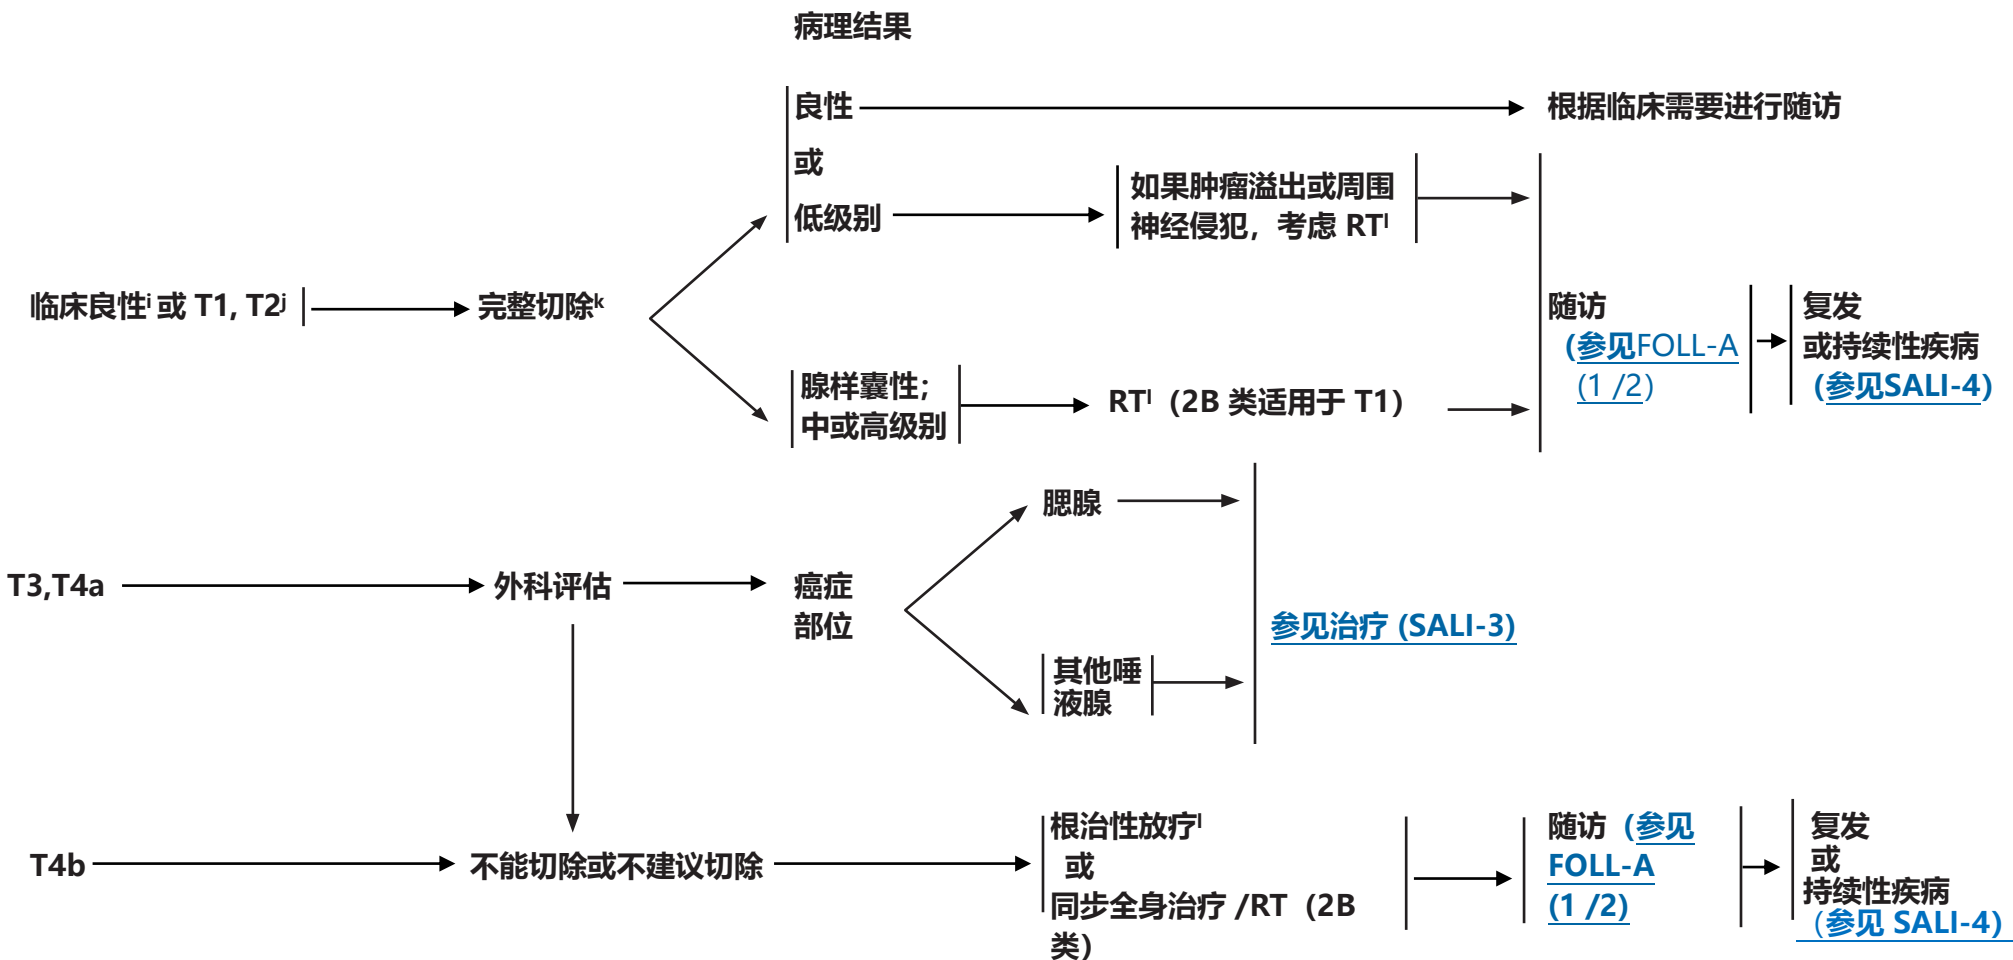 病理结果
良性
或
低级别
根据临床需要进行随访
如果肿瘤溢出或周围
神经侵犯，考虑 RTˡ
临床良性ⁱ 或 T1, T2ʲ
完整切除ᵏ
腺样囊性；
中或高级别
RTˡ（2B 类适用于 T1）
随访
(参见FOLL-A
(1 /2)
复发
或持续性疾病
（参见SALI-4）
T3,T4a
外科评估
癌症
部位
腮腺
其他唾
液腺
参见治疗 (SALI-3)
T4b
不能切除或不建议切除
根治性放疗ˡ
或
同步全身治疗 /RT（2B
类）
随访（参见
FOLL-A
(1 /2)
复发
或
持续性疾病
（参见 SALI-4）